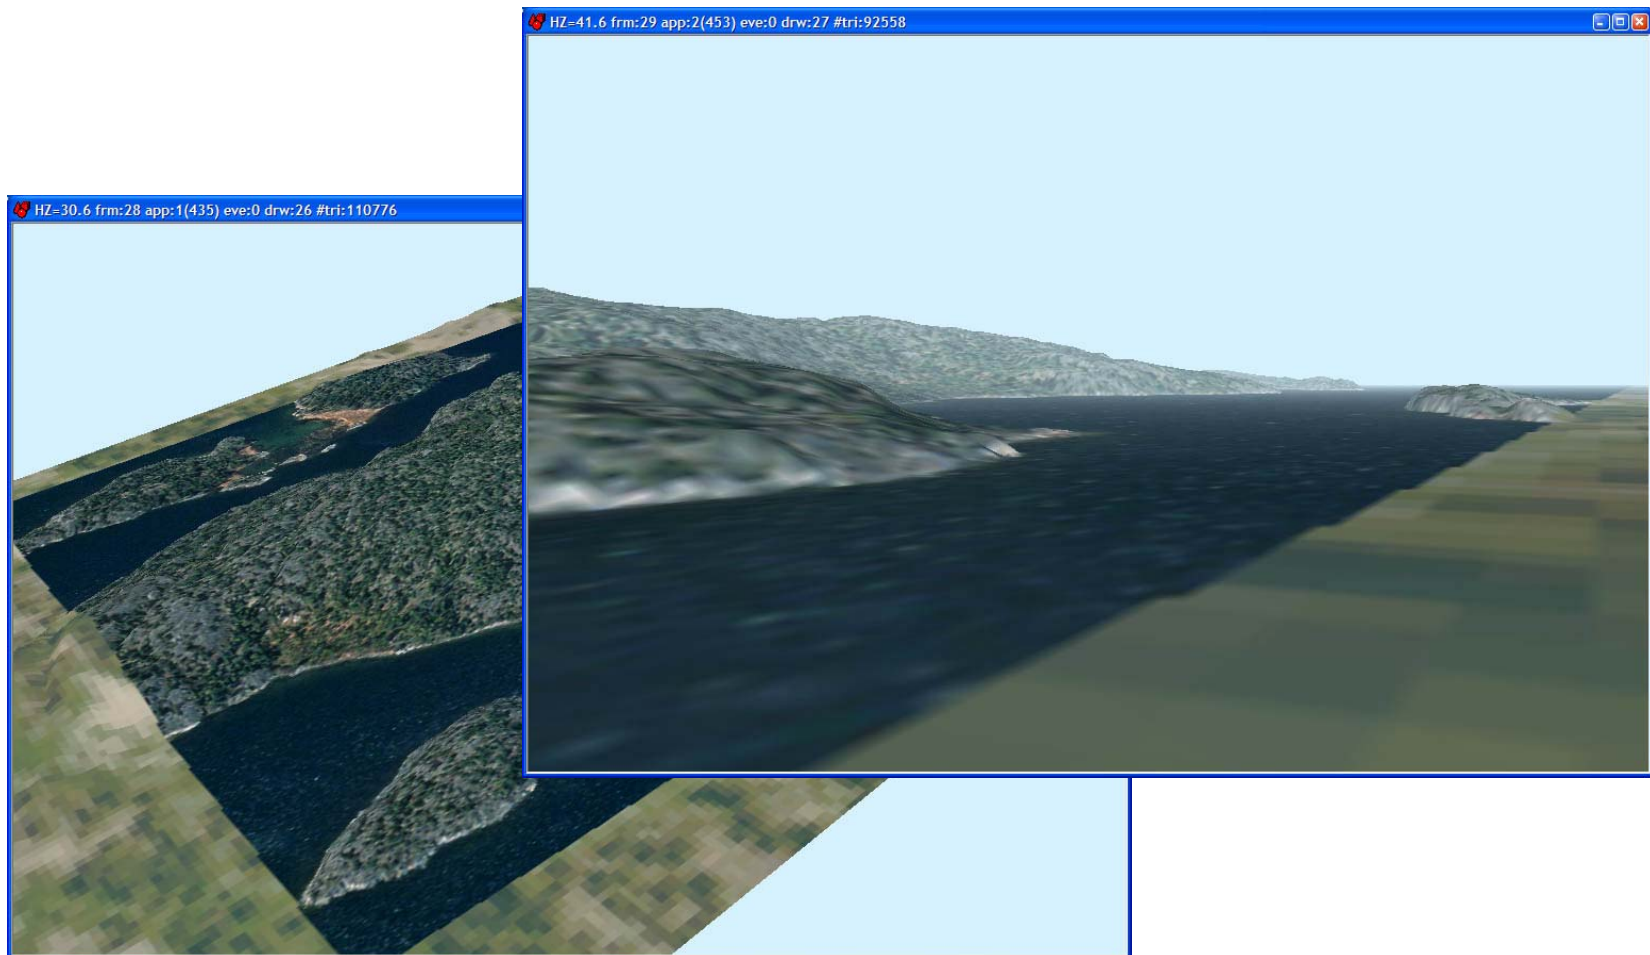 HZ=41.6 frm:29 app:2(453) eve:0 drw:27 #tri:92558
HZ=30.6 frm:28 app:1(435) eve:0 drw:26 #tri:110776